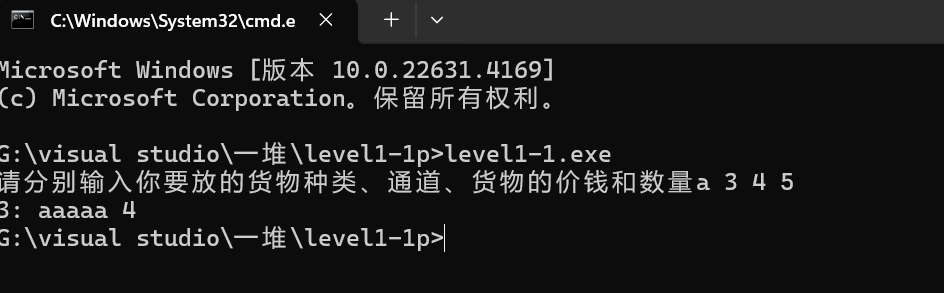 C:\Windows\System32\cmd.e
Microsoft Windows [版本 10.0.22631.4169]
(c) Microsoft Corporation。保留所有权利。
G:\visual studio\一堆\level1-1p>level1-1.exe
请分别输入你要放的货物种类、通道、货物的价钱和数量a 3 4 5
3: aaaaa 4
G:\visual studio\一堆\level1-1p>